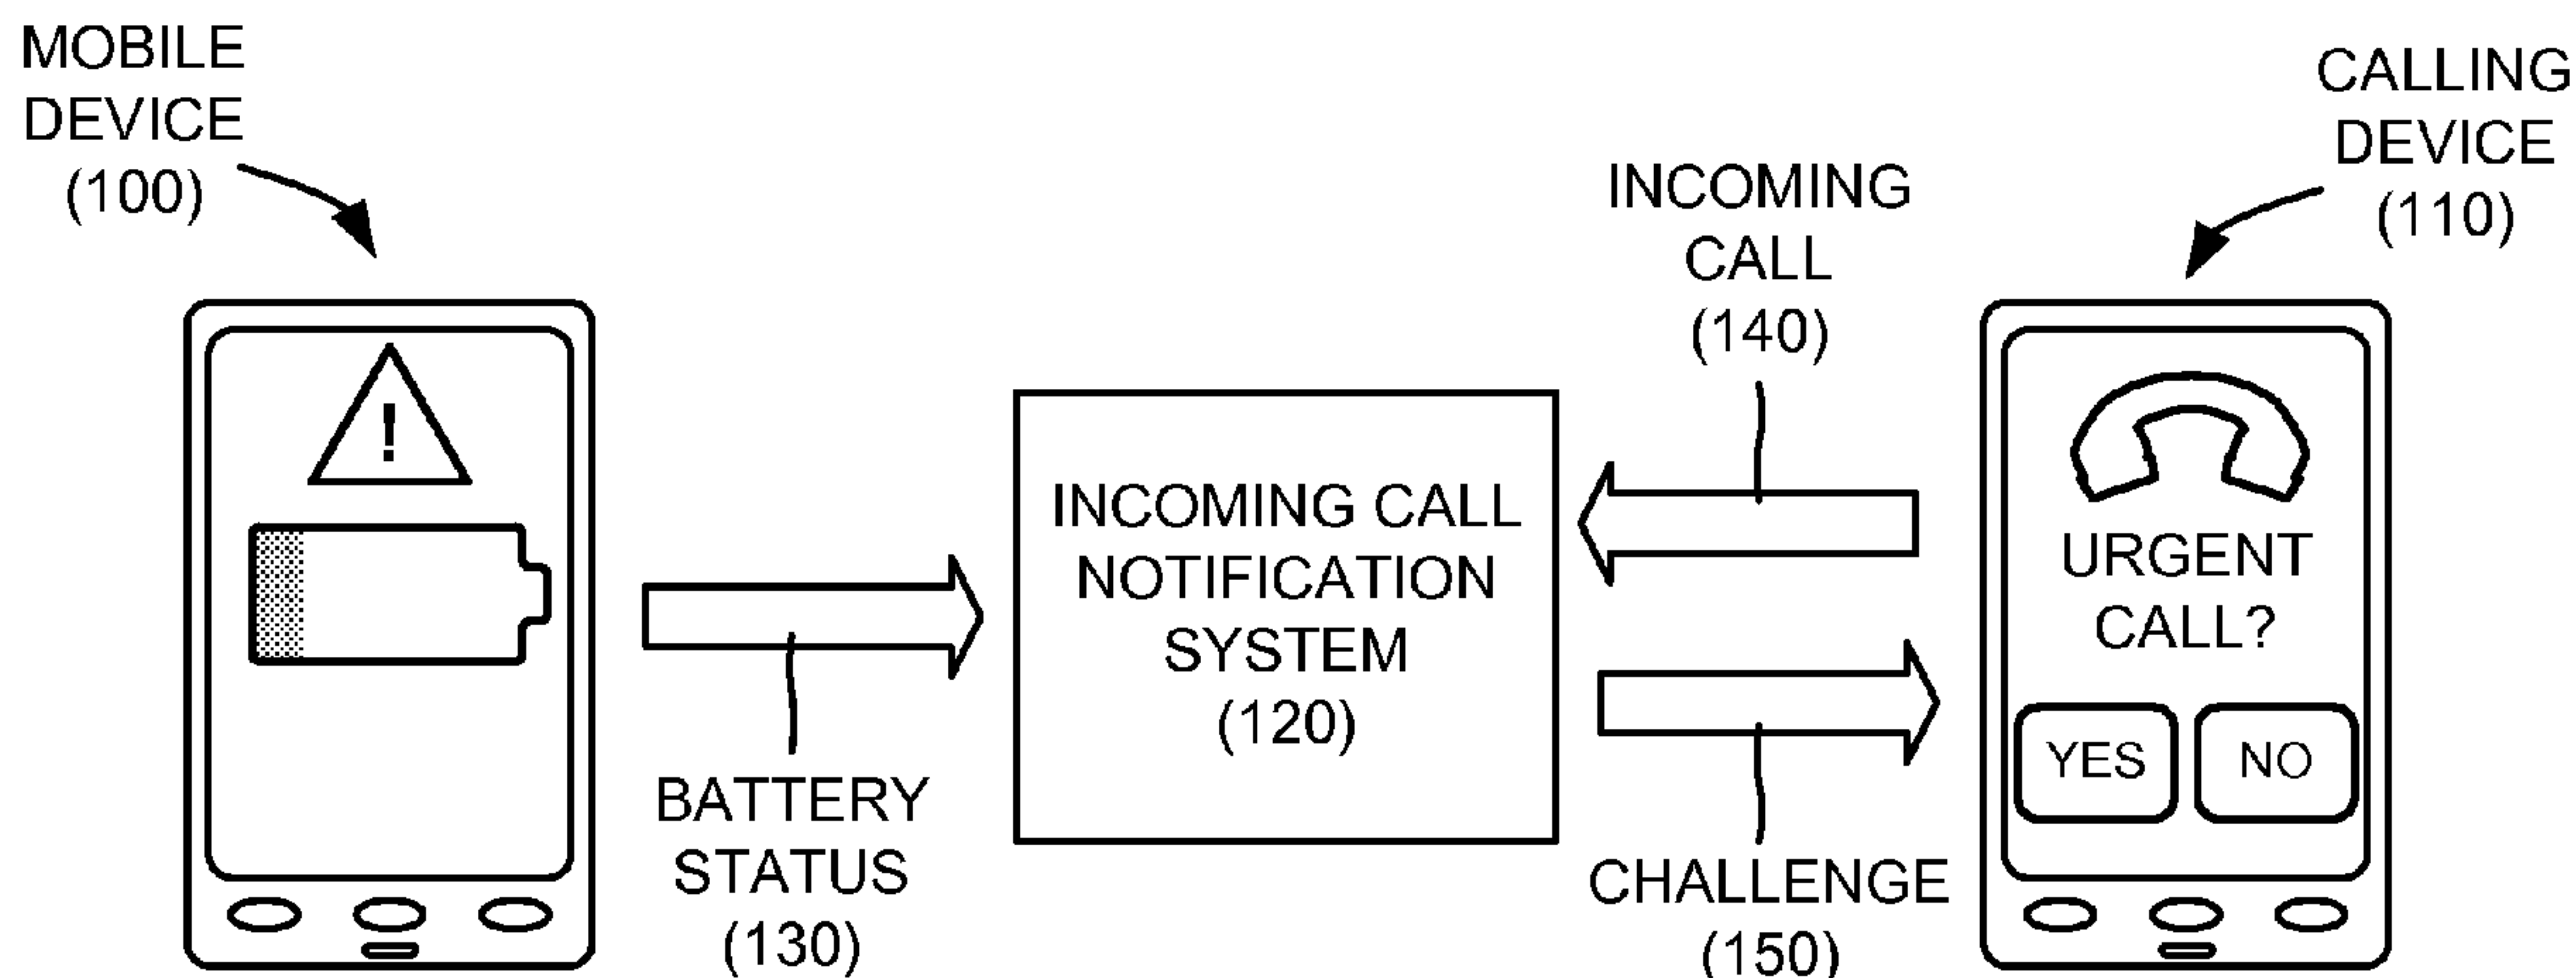 MOBILE
DEVICE
(100)
CALLING
DEVICE
(110)
INCOMING
CALL
(140)
!
INCOMING CALL
NOTIFICATION
SYSTEM
(120)
URGENT
CALL?
YES NO
BATTERY
STATUS
(130)
CHALLENGE
(150)